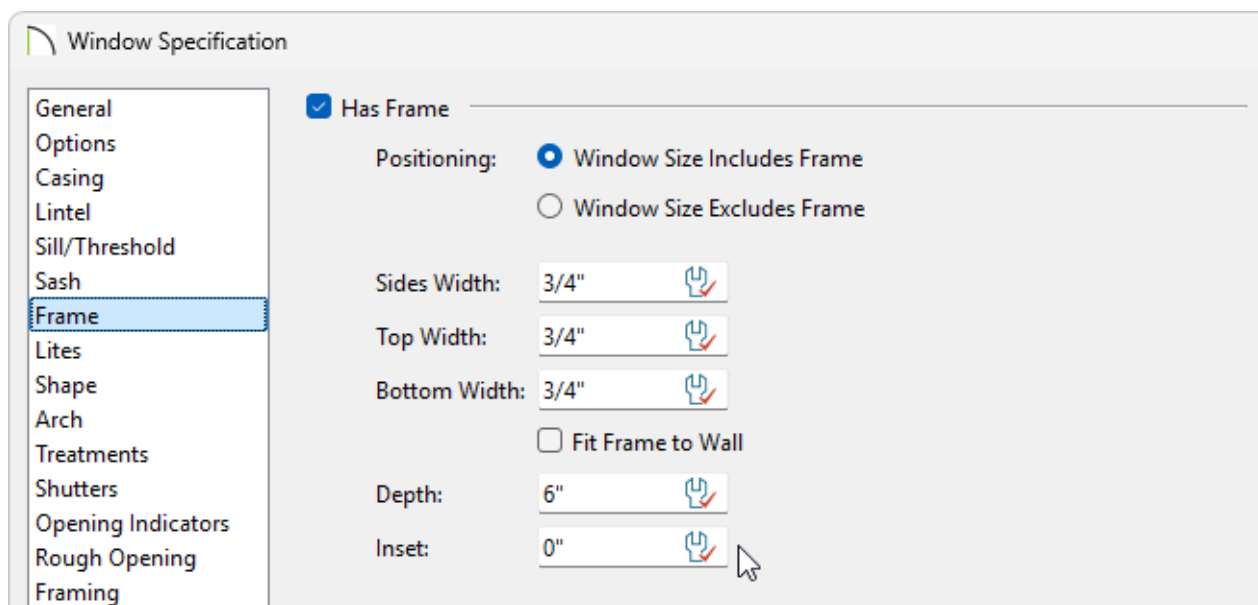 Window Specification
General
Options
Casing
Lintel
Sill/Threshold
Sash
Frame
Lites
Shape
Arch
Treatments
Shutters
Opening Indicators
Rough Opening
Framing
Has Frame
Positioning: Window Size Includes Frame
Window Size Excludes Frame
Sides Width: 3/4"
Top Width: 3/4"
Bottom Width: 3/4"
Fit Frame to Wall
Depth: 6"
Inset: 0"